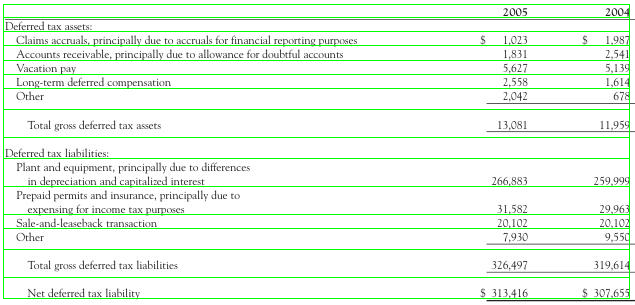 2005 2004
Deferred tax assets:
Claims accruals, principally due to accruals for financial reporting purposes $ 1,023 $ 1,987
Accounts receivable, principally due to allowance for doubtful accounts 1,831 2,541
Vacation pay 5,627 5,139
Long-term deferred compensation 2,558 1,614
Other 2,042 678
Total gross deferred tax assets 13,081 11,959
Deferred tax liabilities:
Plant and equipment, principally due to differences
in depreciation and capitalized interest 266,883 259,999
Prepaid permits and insurance, principally due to
expensing for income tax purposes 31,582 29,963
Sale-and-leaseback transaction 20,102 20,102
Other 7,930 9,550
Total gross deferred tax liabilities 326,497 319,614
Net deferred tax liability $ 313,416 $ 307,655